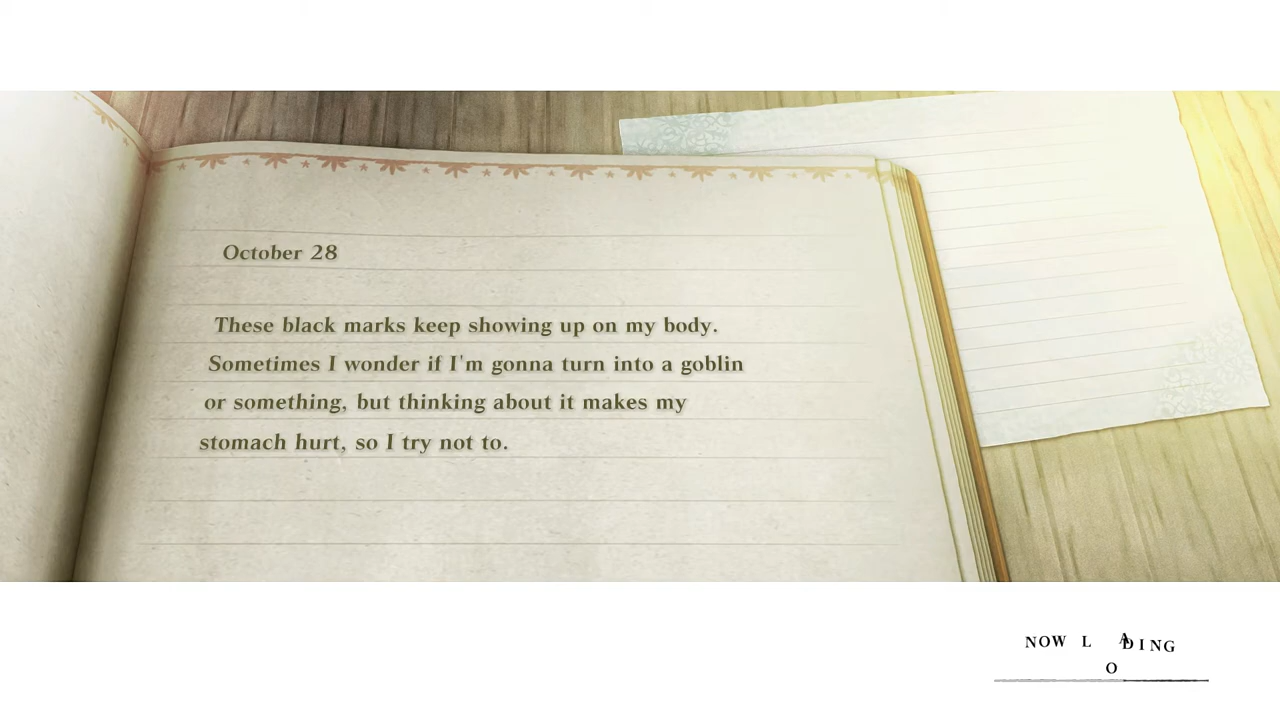 October 28
These black marks keep showing up on my body.
Sometimes I wonder if I'm gonna turn into a goblin
or something, but thinking about it makes my
stomach hurt, so I try not to.
NOW LOADING